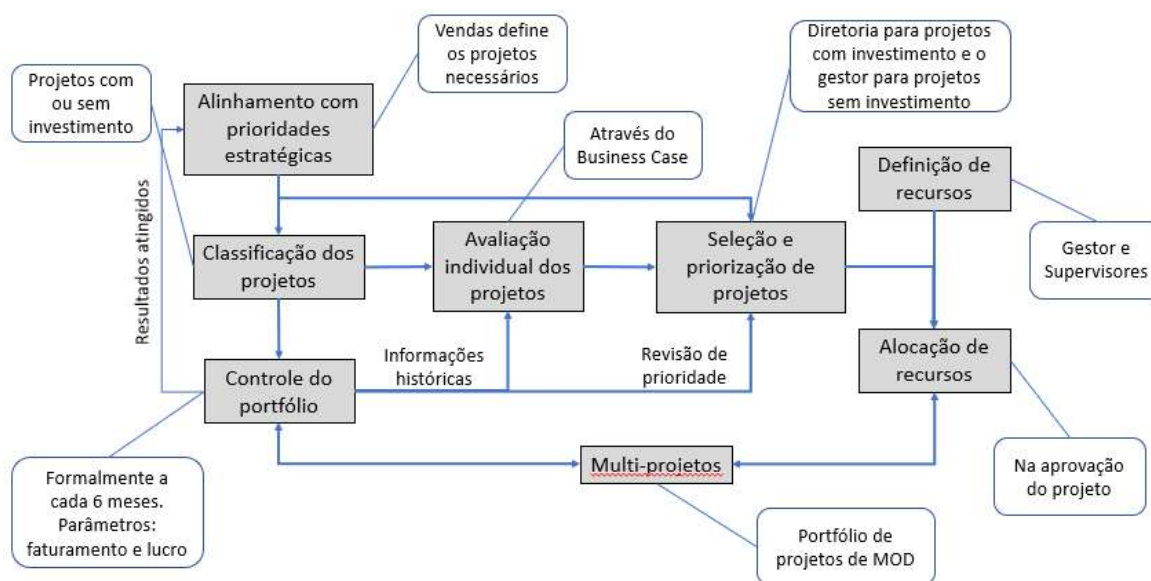 Vendas define
os projetos
necessários
Diretoria para projetos
com investimento e o
gestor para projetos
sem investimento
Projetos com
ou sem
investimento
Alinhamento com
prioridades
estratégicas
Através do
Business Case
Definição de
recursos
Resultados atingidos
Classificação dos
projetos
Avaliação
individual dos
projetos
Seleção e
priorização de
projetos
Gestor e
Supervisores
Informações
históricas
Revisão de
prioridade
Alocação de
recursos
Controle do
portfólio
Multi-projetos
Formalmente a
cada 6 meses.
Parâmetros:
faturamento e lucro
Na aprovação
do projeto
Portfólio de
projetos de MOD